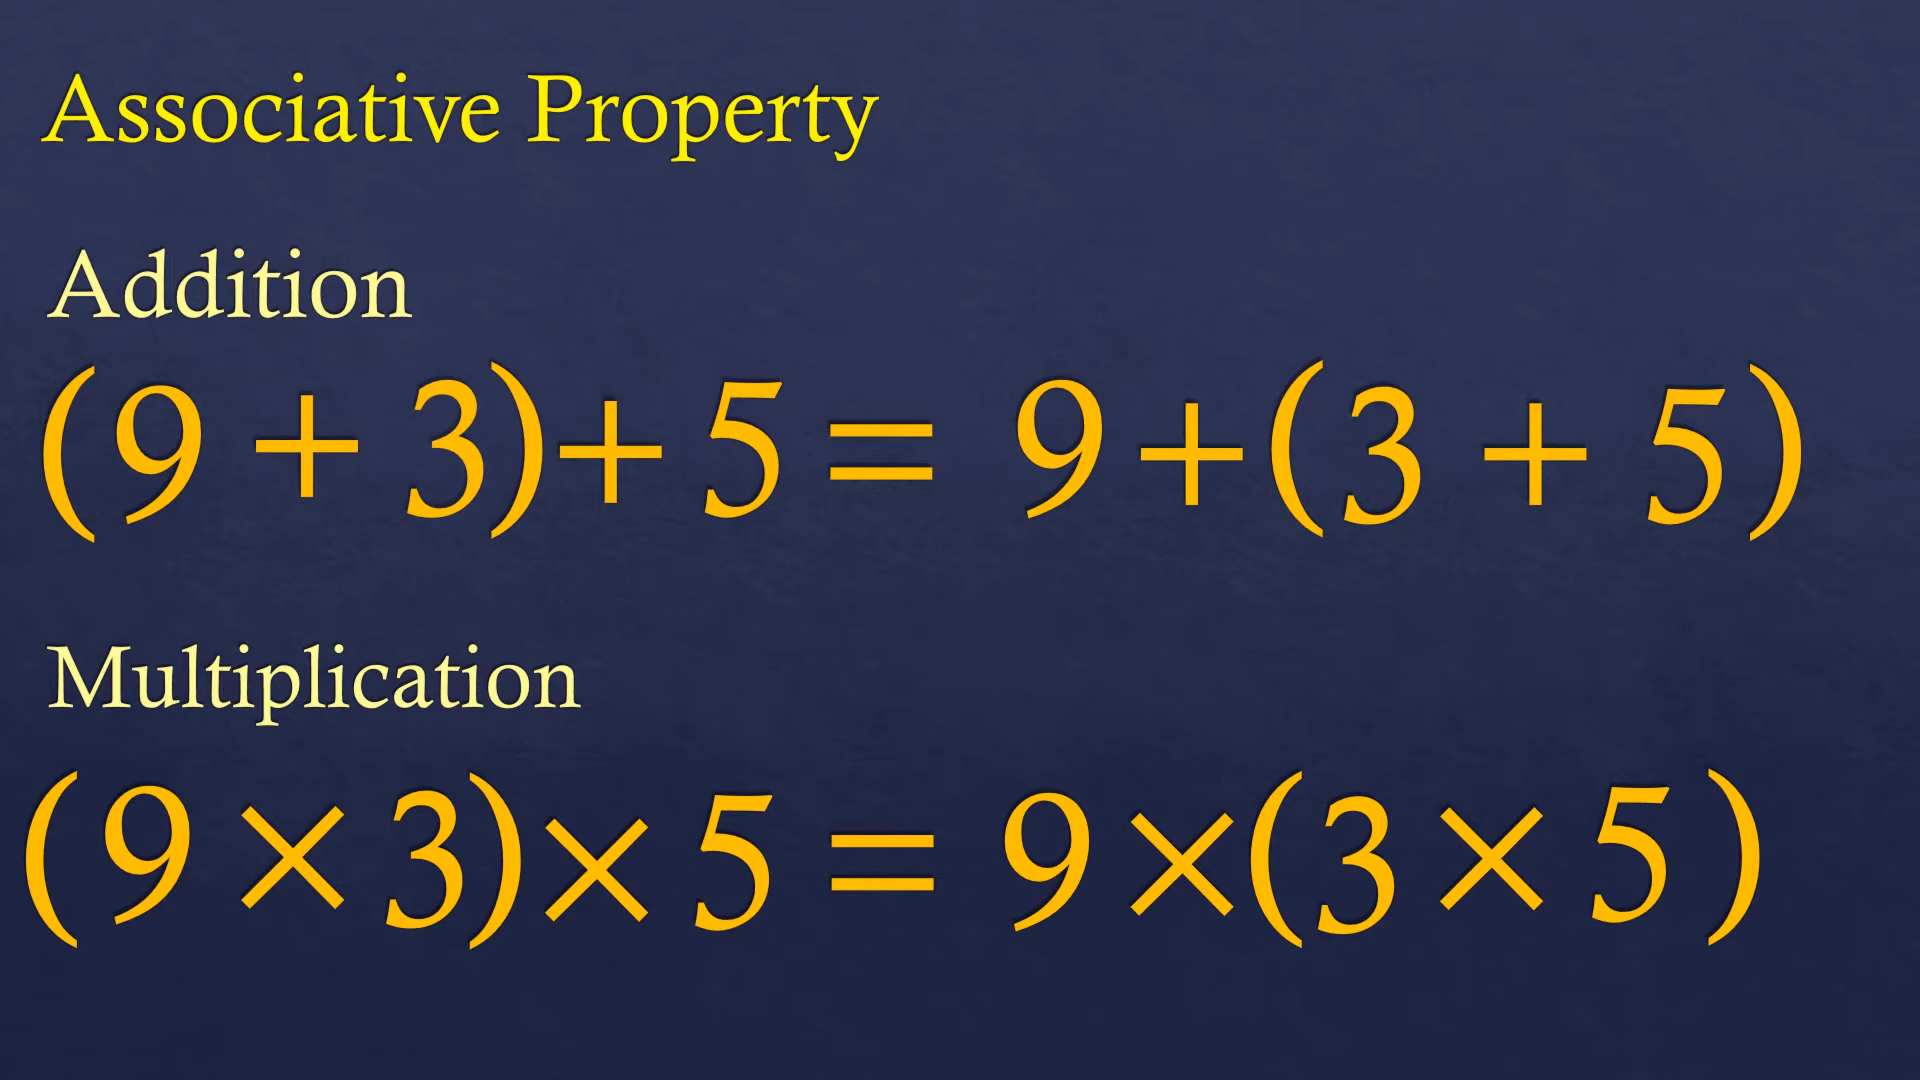 Associative Property
Addition
(9 + 3)+ 5 = 9 +(3 + 5)
Multiplication
(9 × 3)× 5 = 9 ×(3 × 5)